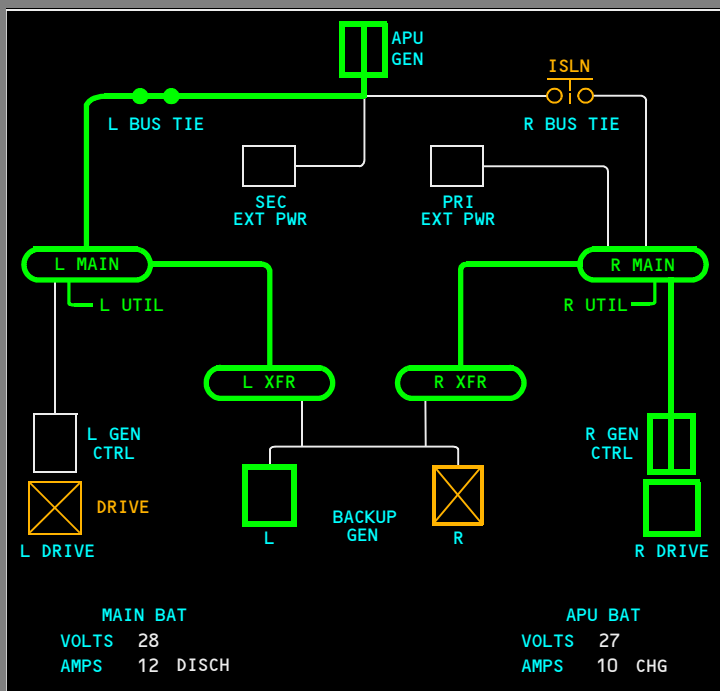 APU
GEN
ISLN
L BUS TIE
R BUS TIE
SEC
EXT PWR
PRI
EXT PWR
L MAIN
R MAIN
L UTIL
R UTIL
L XFR
R XFR
L GEN
CTRL
R GEN
CTRL
DRIVE
BACKUP
GEN
L
R
L DRIVE
R DRIVE
MAIN BAT
VOLTS 28
AMPS 12 DISCH
APU BAT
VOLTS 27
AMPS 10 CHG